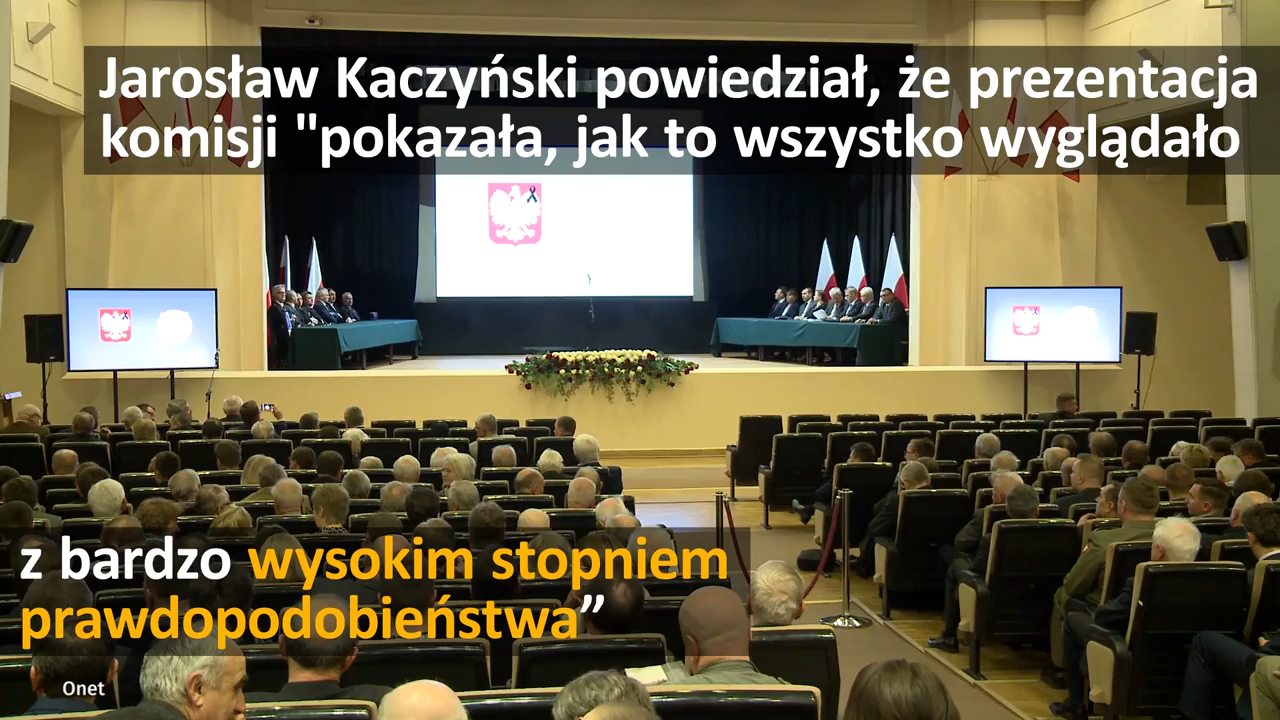 Jarosław Kaczyński powiedział, że prezentacja
komisji "pokazała, jak to wszystko wyglądało
z bardzo wysokim stopniem
prawdopodobieństwa”
Onet